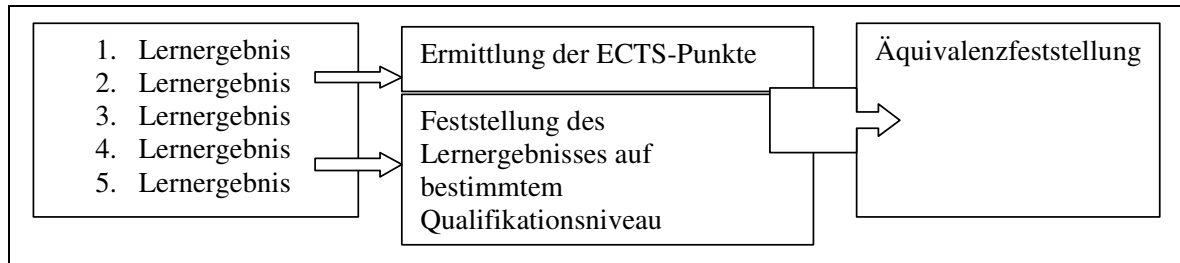 1. Lernergebnis
2. Lernergebnis
3. Lernergebnis
4. Lernergebnis
5. Lernergebnis
Ermittlung der ECTS-Punkte
Feststellung des
Lernergebnisses auf
bestimmtem
Qualifikationsniveau
Äquivalenzfeststellung